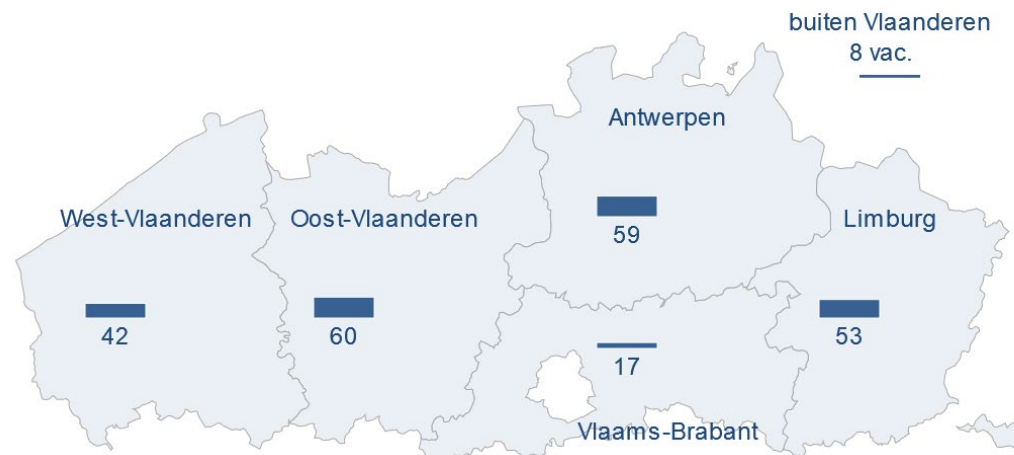 buiten Vlaanderen
8 vac.
Antwerpen
59
West-Vlaanderen
42
Oost-Vlaanderen
60
Limburg
53
17
Vlaams-Brabant